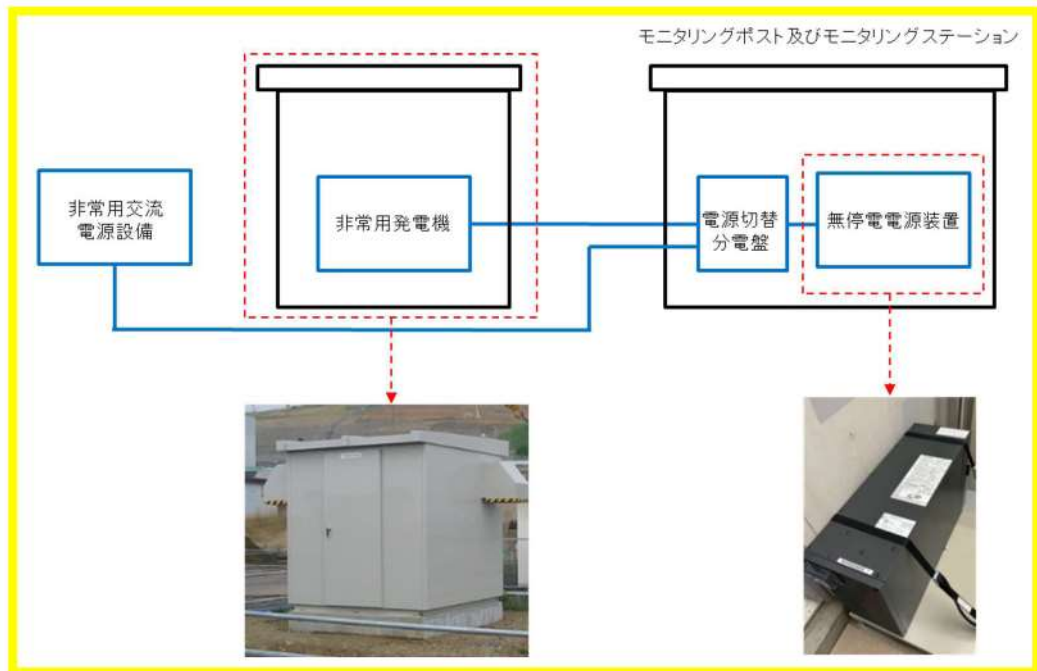 モニタリングポスト及びモニタリングステーション
非常用交流
電源設備
非常用発電機
電源切替
分電盤
無停電電源装置